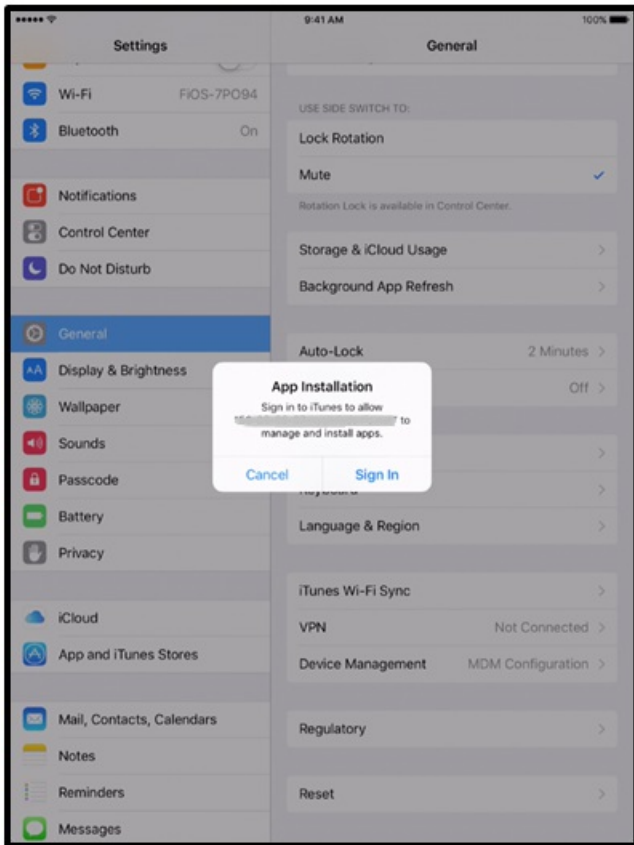 9:41 AM
100%
Settings
General
Wi-Fi
FiOS-7PO94
Bluetooth
On
Notifications
Control Center
Do Not Disturb
General
Display & Brightness
Wallpaper
Sounds
Passcode
Battery
Privacy
iCloud
App and iTunes Stores
Mail, Contacts, Calendars
Notes
Reminders
Messages
USE SIDE SWITCH TO:
Lock Rotation
Mute
Rotation Lock is available in Control Center.
Storage & iCloud Usage
Background App Refresh
Auto-Lock
2 Minutes
Off
Language & Region
iTunes Wi-Fi Sync
VPN
Not Connected
Device Management
MDM Configuration
Regulatory
Reset
App Installation
Sign in to iTunes to allow
to
manage and install apps.
Cancel
Sign In